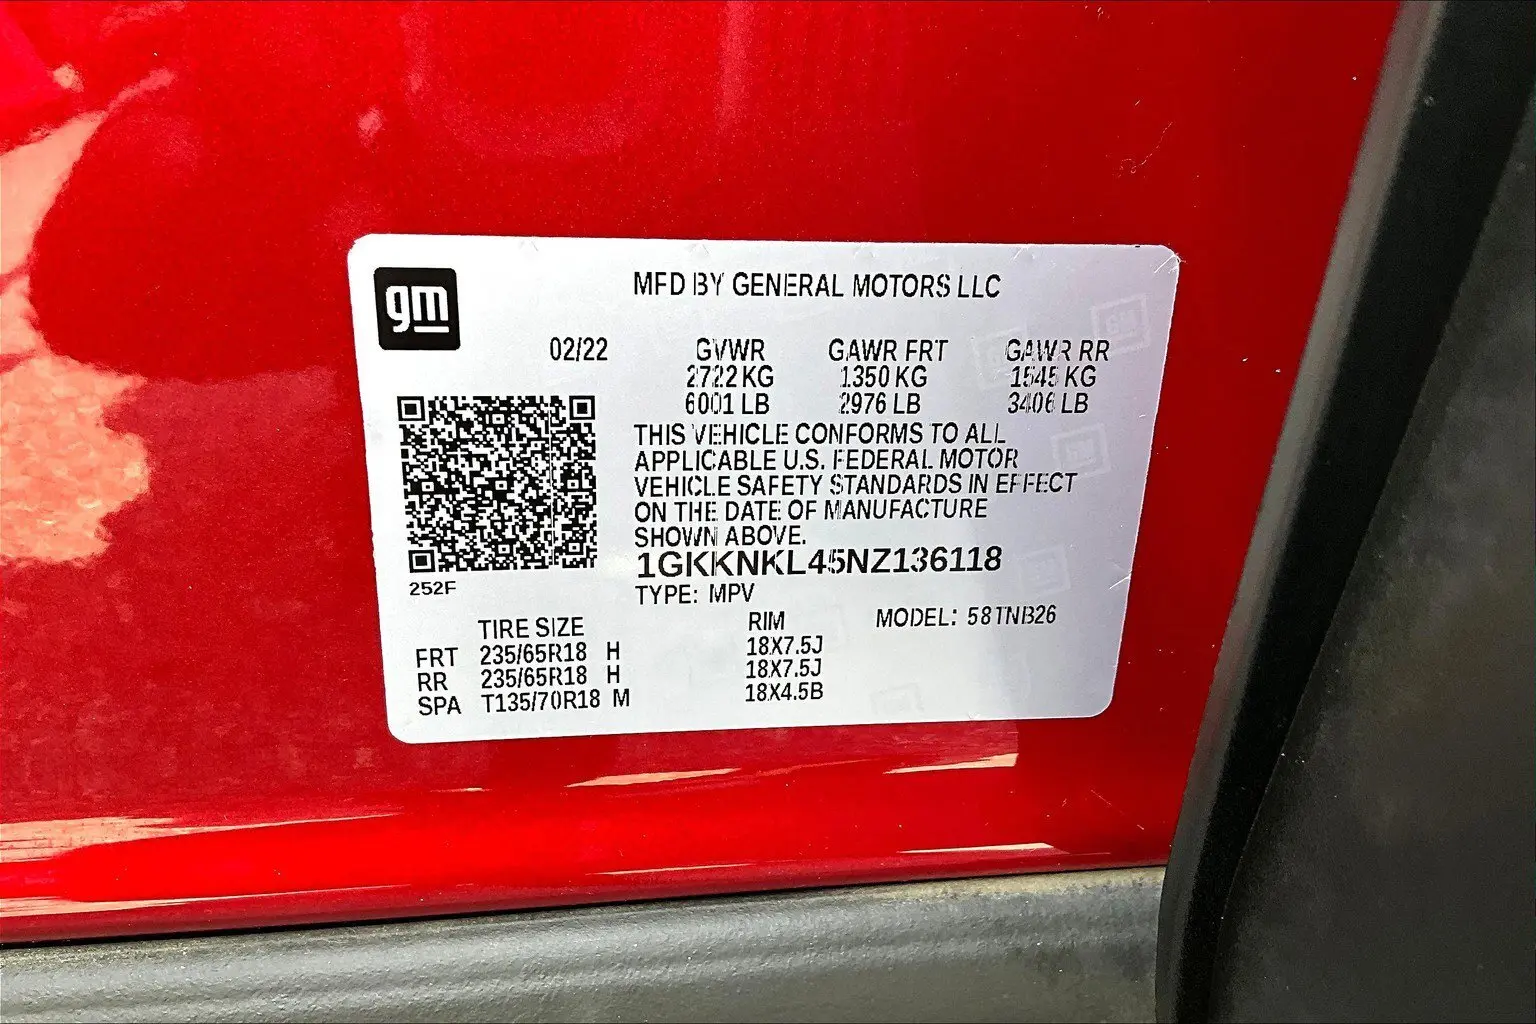 gm
MFD BY GENERAL MOTORS LLC
02/22 GVWR GAWR FRT GAWR RR
2722 KG 1350 KG 1545 KG
6001 LB 2976 LB 3406 LB
THIS VEHICLE CONFORMS TO ALL
APPLICABLE U.S. FEDERAL MOTOR
VEHICLE SAFETY STANDARDS IN EFFECT
ON THE DATE OF MANUFACTURE
SHOWN ABOVE.
1GKKNKL45NZ136118
252F
TYPE: MPV
TIRE SIZE RIM MODEL: 58TNB26
FRT 235/65R18 H 18X7.5J
RR 235/65R18 H 18X7.5J
SPA T135/70R18 M 18X4.5B